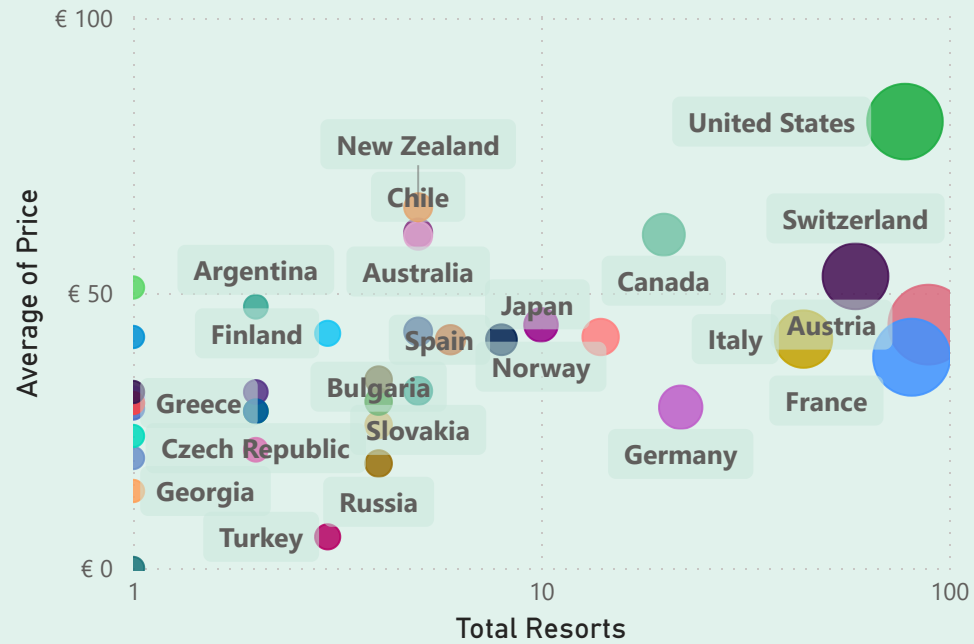 € 100
United States
New Zealand
Chile
Switzerland
Argentina
Australia
Canada
€ 50
Japan
Austria
Finland
Spain
Italy
Norway
Bulgaria
Greece
France
Slovakia
Czech Republic
Germany
Georgia
Russia
Turkey
€ 0
1
10
100
Average of Price
Total Resorts